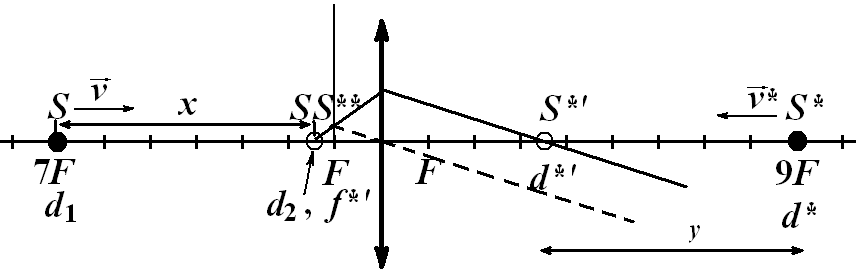 S v x SS** S*' v* S*
7F F F d*' 9F
d₁ d₂, f*' d*
y